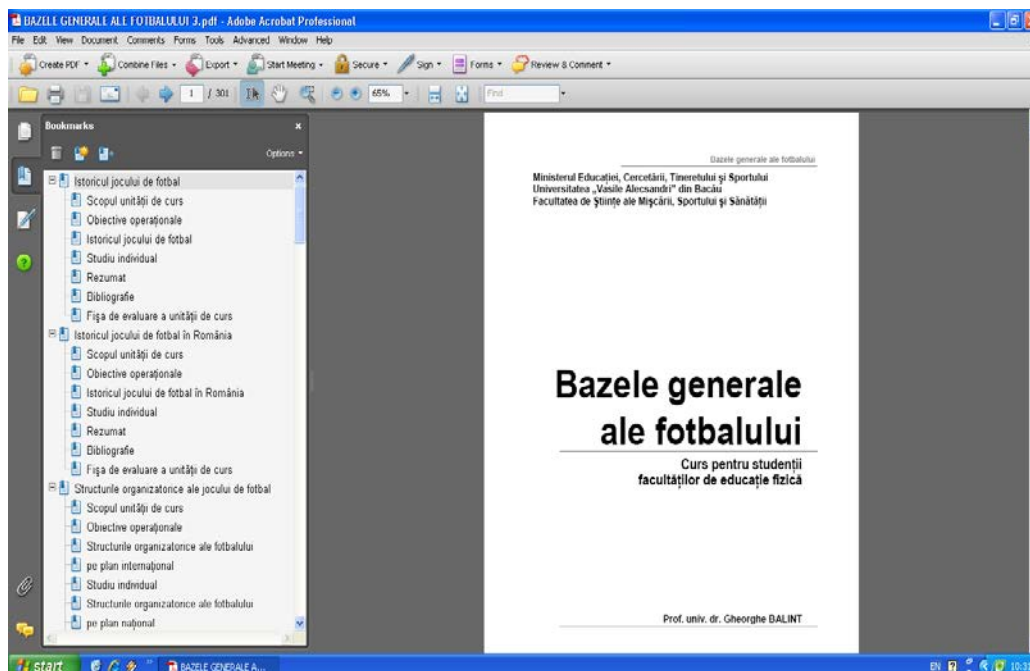 BAZELE GENERALE ALE FOTBALULUI 3.pdf - Adobe Acrobat Professional
File Edit View Document Comments Forms Tools Advanced Window Help
Create PDF Combine Files Export Start Meeting Secure Sign Forms Review & Comment
1 / 301 65% Find
Bookmarks
Options
Istoricul jocului de fotbal
Scopul unităţii de curs
Obiective operaţionale
Istoricul jocului de fotbal
Studiu individual
Rezumat
Bibliografie
Fişa de evaluare a unităţii de curs
Istoricul jocului de fotbal în România
Scopul unităţii de curs
Obiective operaţionale
Istoricul jocului de fotbal în România
Studiu individual
Rezumat
Bibliografie
Fişa de evaluare a unităţii de curs
Structurile organizatorice ale jocului de fotbal
Scopul unităţii de curs
Obiective operaţionale
Structurile organizatorice ale fotbalului
pe plan internaţional
Studiu individual
Structurile organizatorice ale fotbalului
pe plan naţional
Bazele generale ale fotbalului
Ministerul Educaţiei, Cercetării, Tineretului şi Sportului
Universitatea „Vasile Alecsandri” din Bacău
Facultatea de Ştiinţe ale Mişcării, Sportului şi Sănătăţii
Bazele generale
ale fotbalului
Curs pentru studenţii
facultăţilor de educaţie fizică
Prof. univ. dr. Gheorghe BALINT
start BAZELE GENERALE A... EN